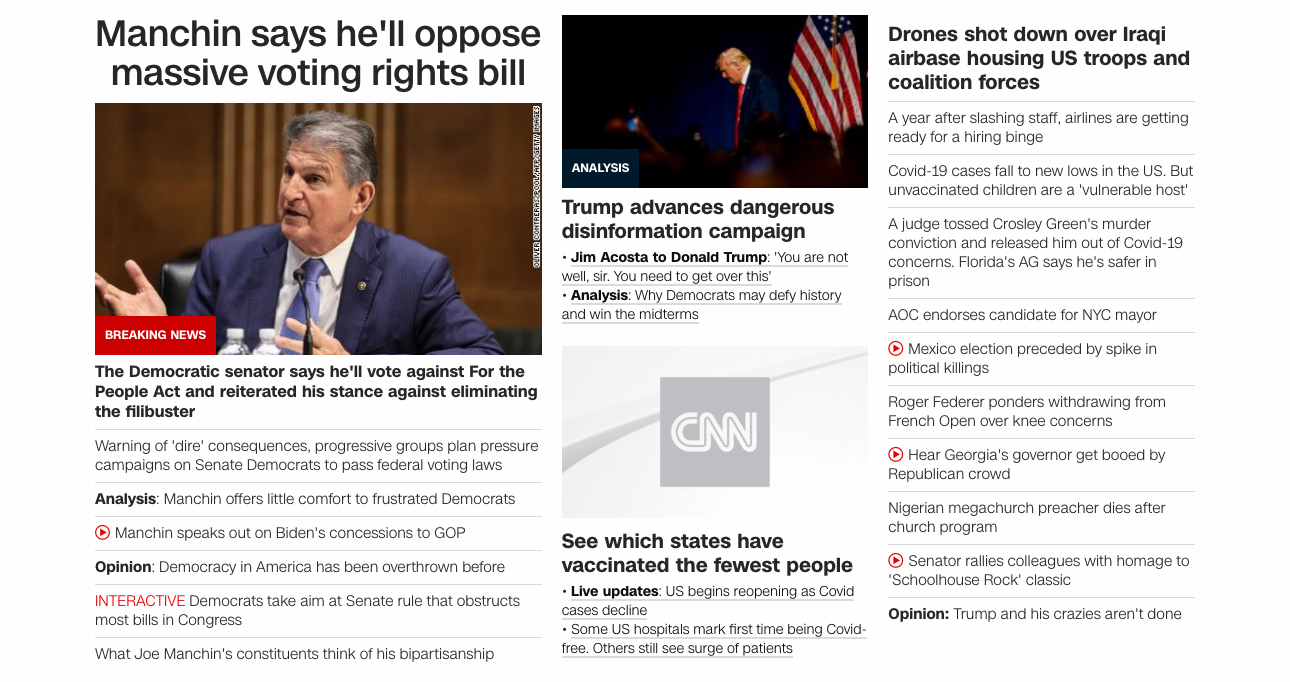 Manchin says he'll oppose
massive voting rights bill
OLIVER CONTRERAS/POOL/AFP/GETTY IMAGES
BREAKING NEWS
The Democratic senator says he'll vote against For the
People Act and reiterated his stance against eliminating
the filibuster
Warning of 'dire' consequences, progressive groups plan pressure
campaigns on Senate Democrats to pass federal voting laws
Analysis: Manchin offers little comfort to frustrated Democrats
Manchin speaks out on Biden's concessions to GOP
Opinion: Democracy in America has been overthrown before
INTERACTIVE Democrats take aim at Senate rule that obstructs
most bills in Congress
What Joe Manchin's constituents think of his bipartisanship
ANALYSIS
Trump advances dangerous
disinformation campaign
• Jim Acosta to Donald Trump: 'You are not
well, sir. You need to get over this'
• Analysis: Why Democrats may defy history
and win the midterms
CNN
See which states have
vaccinated the fewest people
• Live updates: US begins reopening as Covid
cases decline
• Some US hospitals mark first time being Covid-
free. Others still see surge of patients
Drones shot down over Iraqi
airbase housing US troops and
coalition forces
A year after slashing staff, airlines are getting
ready for a hiring binge
Covid-19 cases fall to new lows in the US. But
unvaccinated children are a 'vulnerable host'
A judge tossed Crosley Green's murder
conviction and released him out of Covid-19
concerns. Florida's AG says he's safer in
prison
AOC endorses candidate for NYC mayor
Mexico election preceded by spike in
political killings
Roger Federer ponders withdrawing from
French Open over knee concerns
Hear Georgia's governor get booed by
Republican crowd
Nigerian megachurch preacher dies after
church program
Senator rallies colleagues with homage to
'Schoolhouse Rock' classic
Opinion: Trump and his crazies aren't done